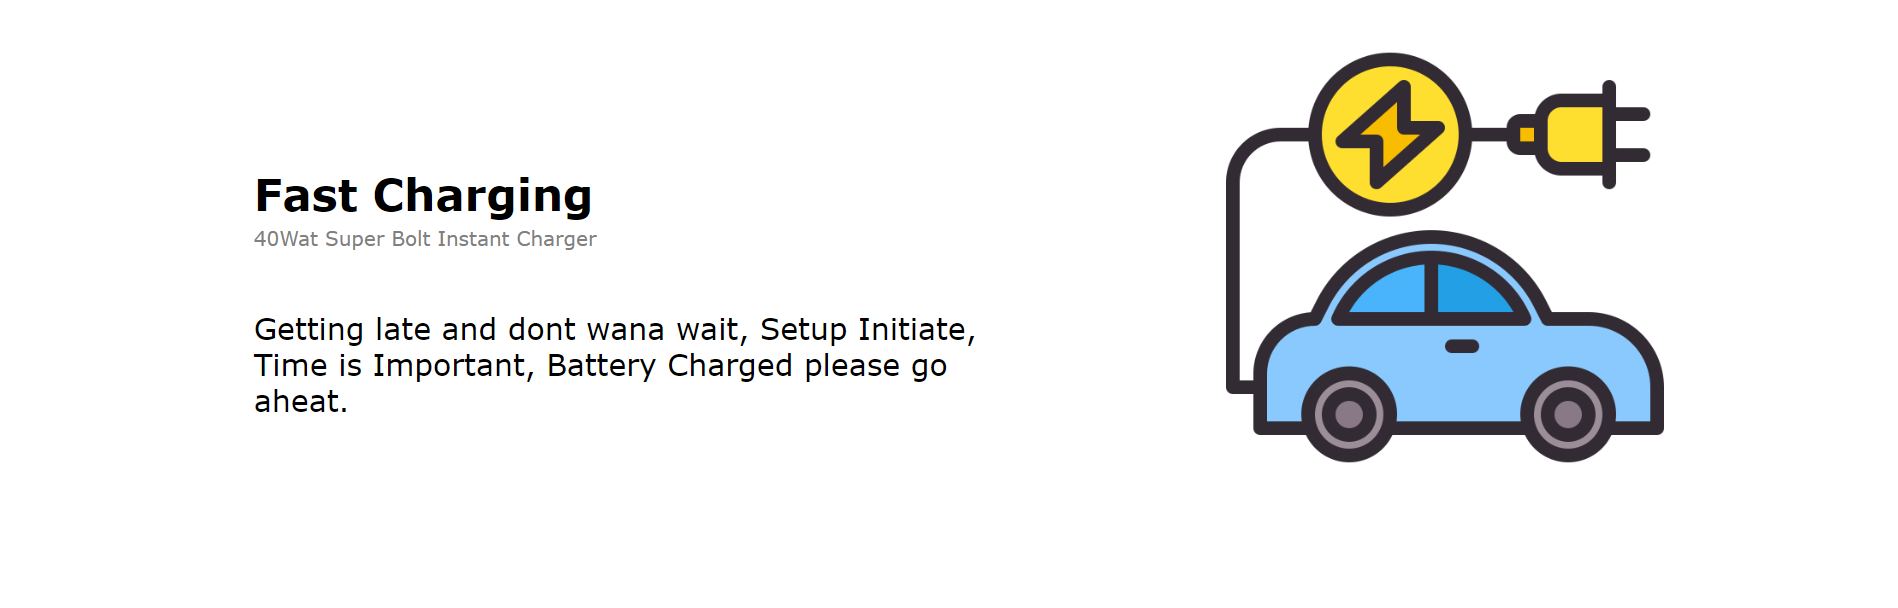 Fast Charging
40Wat Super Bolt Instant Charger
Getting late and dont wana wait, Setup Initiate,
Time is Important, Battery Charged please go
aheat.